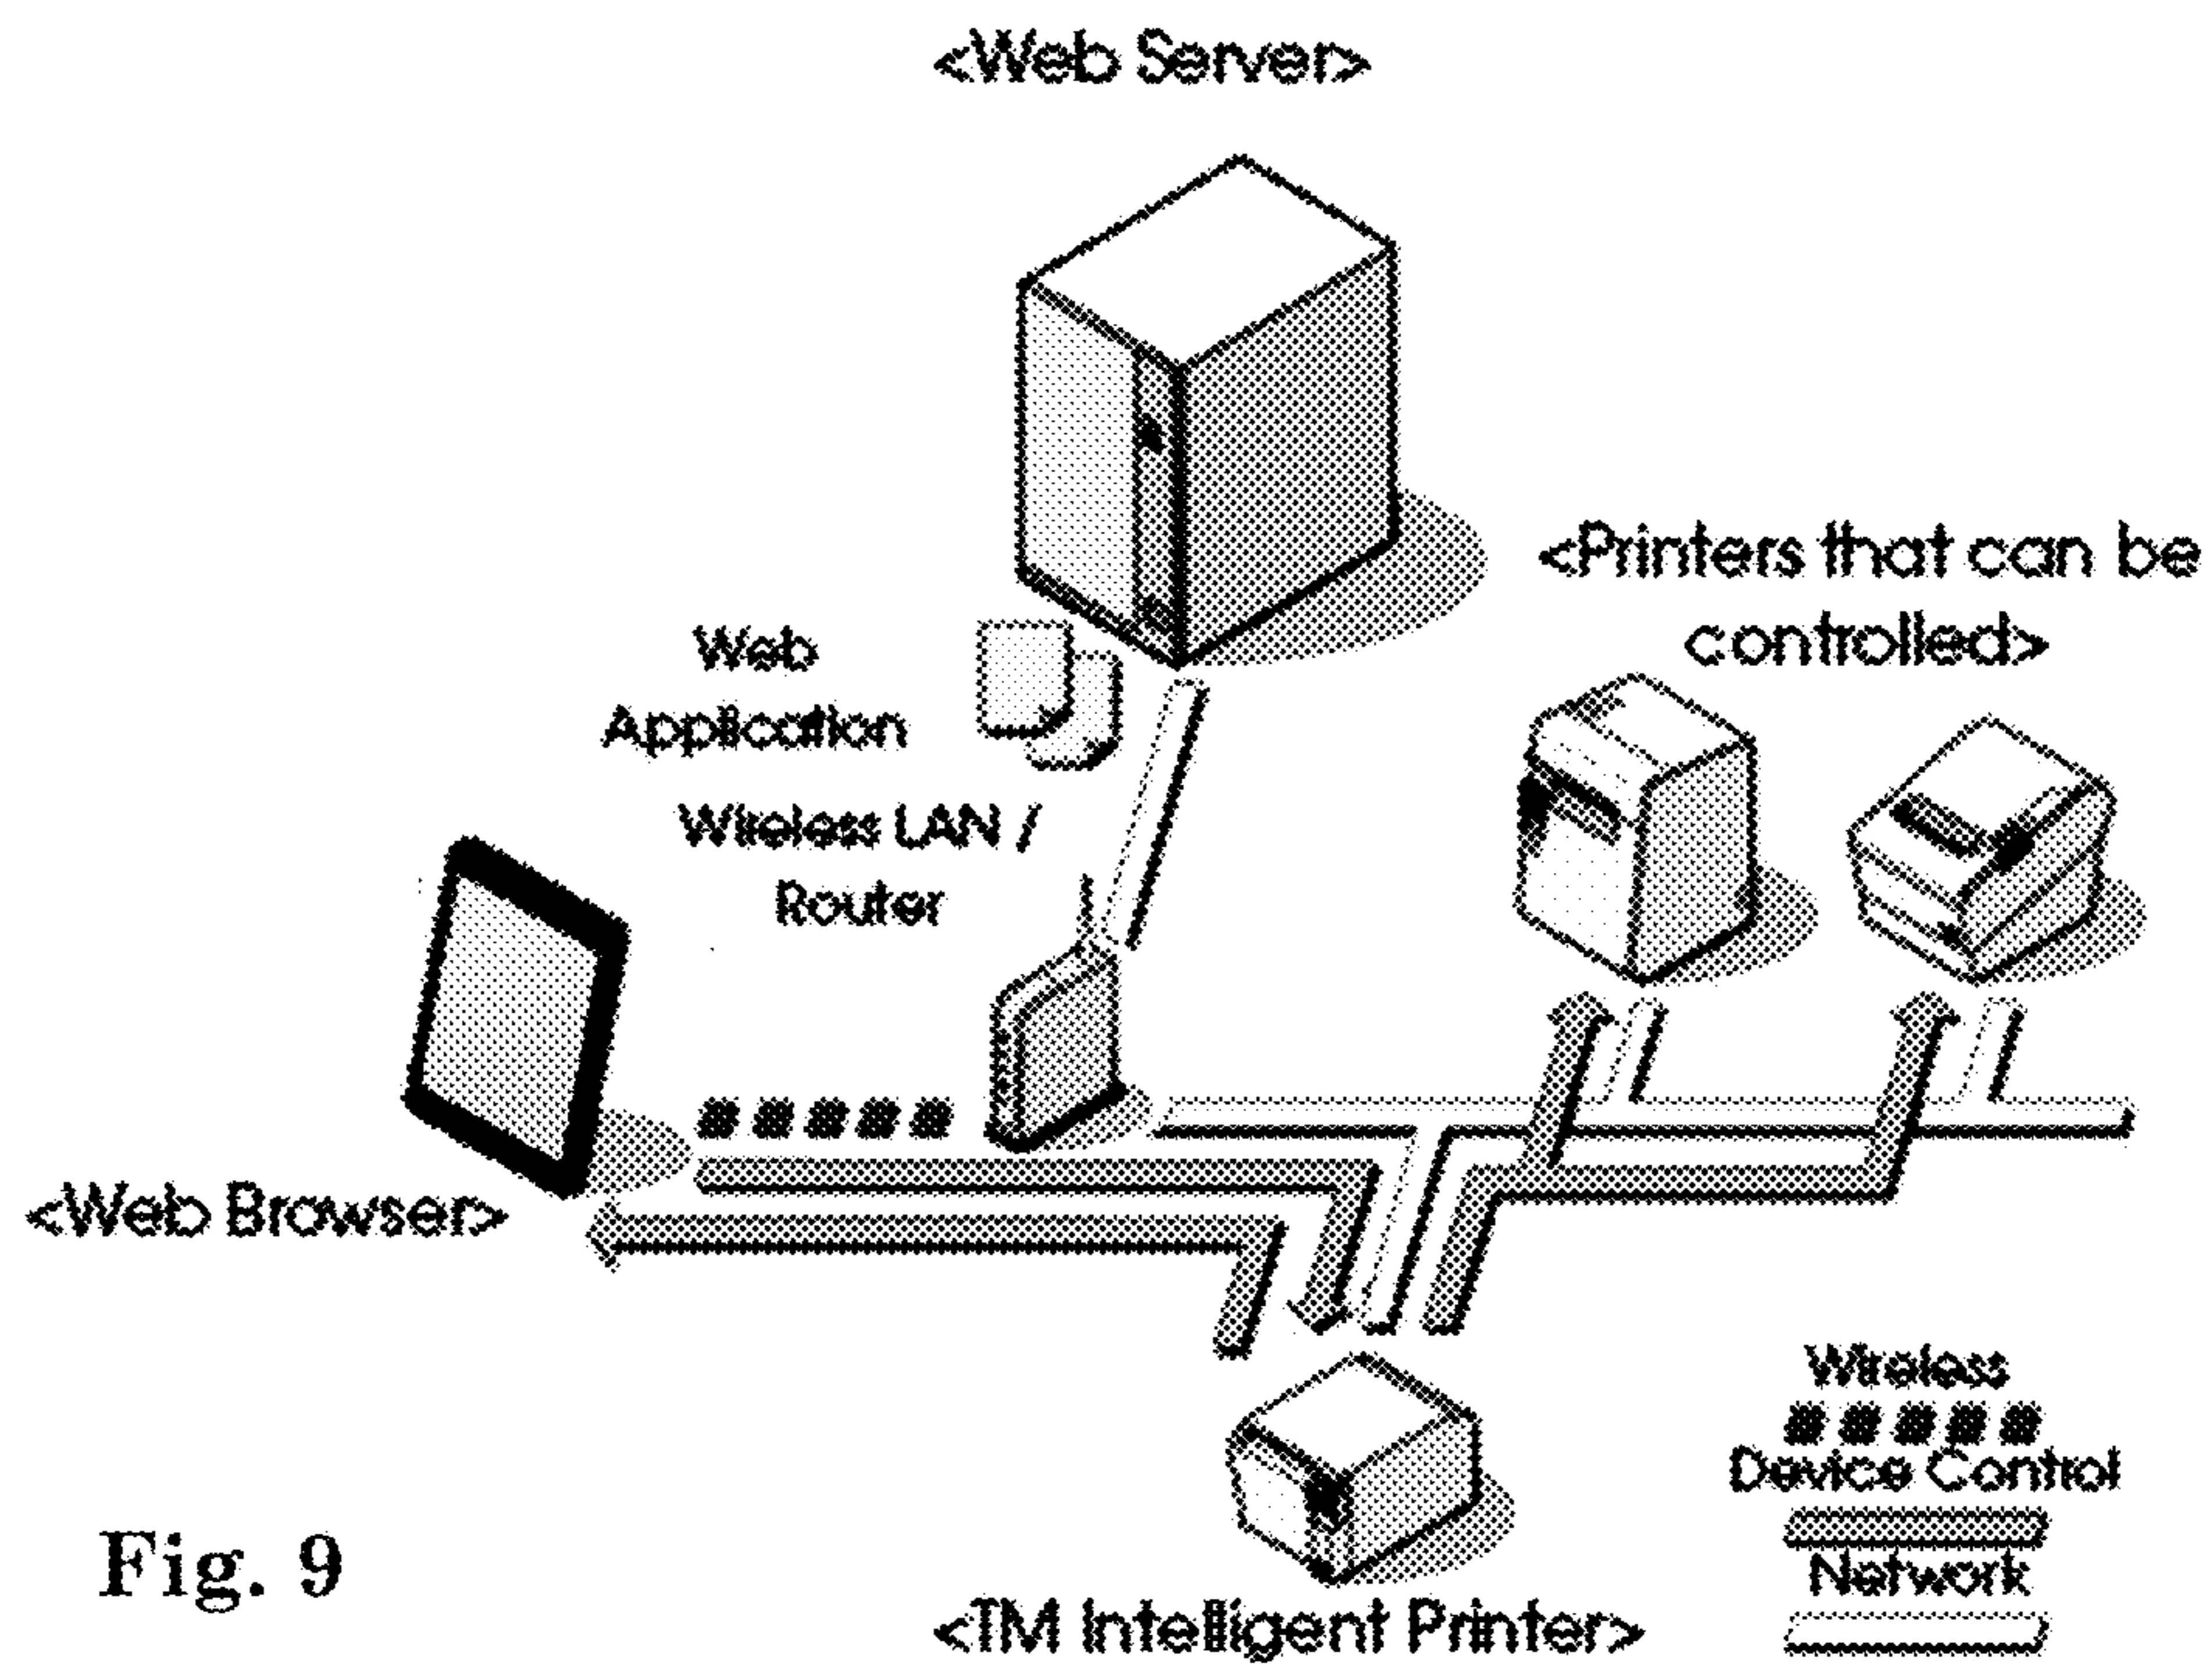 <Web Server>
<Printers that can be
controlled>
Web
Application
Wireless LAN /
Router
<Web Browser>
Wireless
Device Control
Network
<TM Intelligent Printer>
Fig. 9